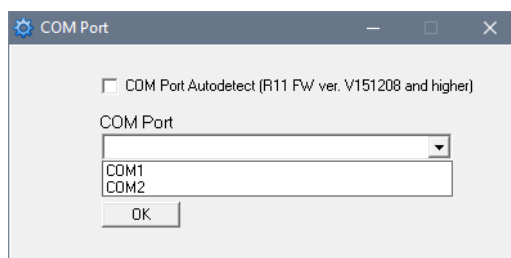 COM Port
COM Port Autodetect (R11 FW ver. V151208 and higher)
COM Port
COM1
COM2
OK